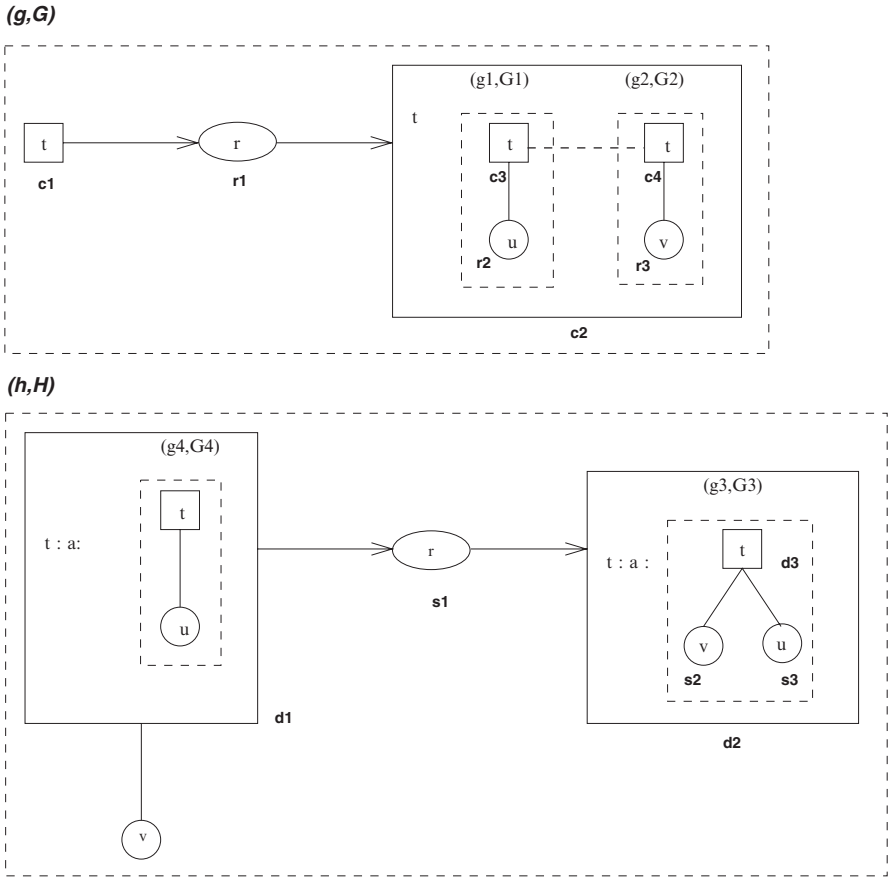 (g,G)
(g1,G1) (g2,G2)
t
t r t t
c1 r1 c3 c4
u v
r2 r3
c2
(h,H)
(g4,G4)
t
t : a:
u
d1
v
r
s1
(g3,G3)
t d3
t : a :
v u
s2 s3
d2